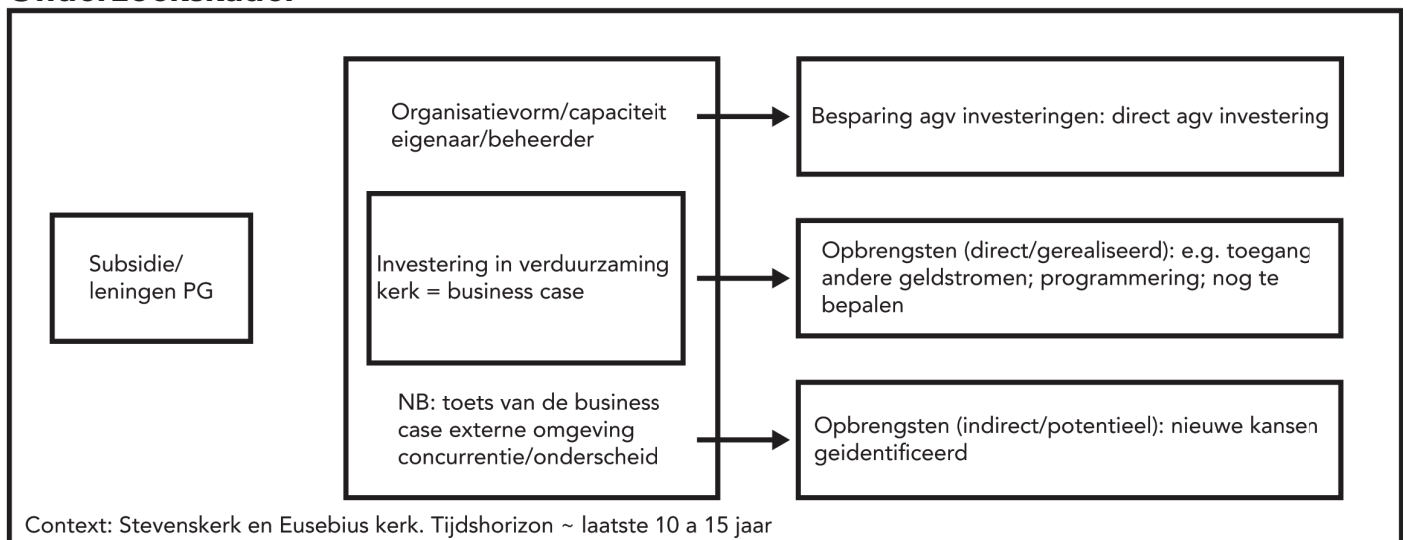 Organisatievorm/capaciteit
eigenaar/beheerder
Besparing agv investeringen: direct agv investering
Subsidie/
leningen PG
Investering in verduurzaming
kerk = business case
Opbrengsten (direct/gerealiseerd): e.g. toegang
andere geldstromen; programmering; nog te
bepalen
NB: toets van de business
case externe omgeving
concurrentie/onderscheid
Opbrengsten (indirect/potentieel): nieuwe kansen
geidentificeerd
Context: Stevenskerk en Eusebius kerk. Tijdshorizon ~ laatste 10 a 15 jaar